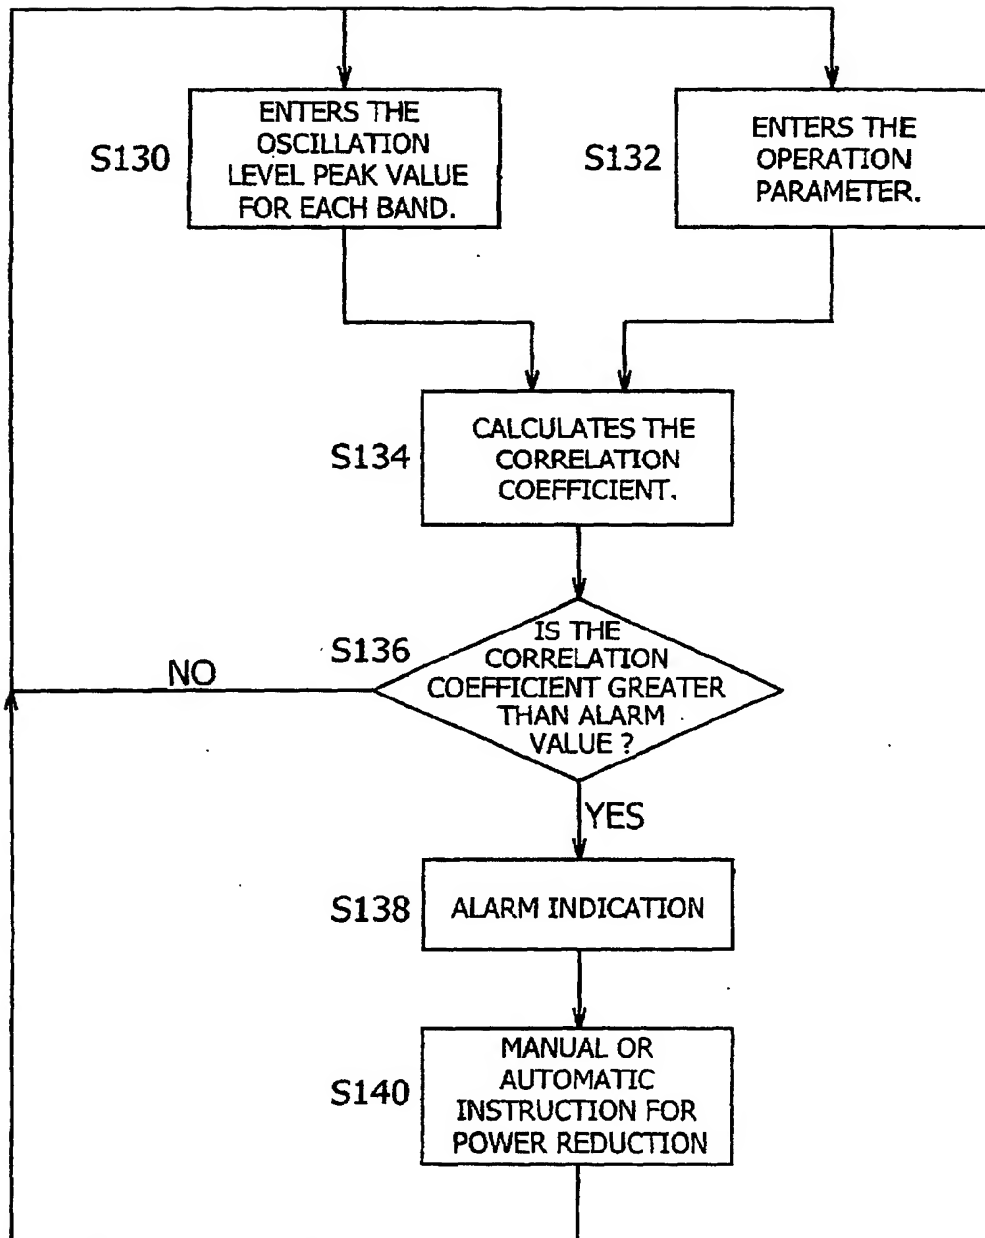 S130
ENTERS THE
OSCILLATION
LEVEL PEAK VALUE
FOR EACH BAND.
S132
ENTERS THE
OPERATION
PARAMETER.
S134
CALCULATES THE
CORRELATION
COEFFICIENT.
S136
IS THE
CORRELATION
COEFFICIENT GREATER
THAN ALARM
VALUE ?
NO
YES
S138
ALARM INDICATION
S140
MANUAL OR
AUTOMATIC
INSTRUCTION FOR
POWER REDUCTION